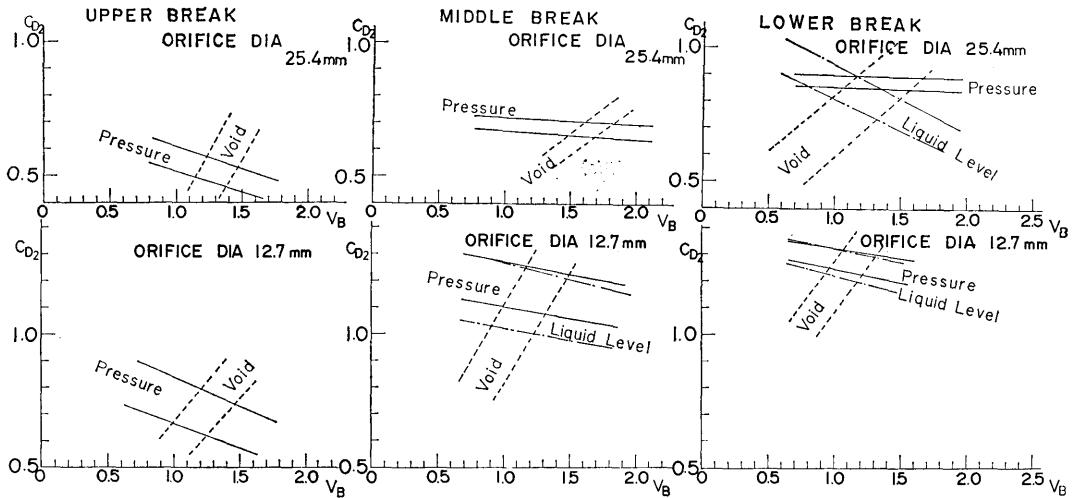 UPPER BREAK
C_D2
ORIFICE DIA
25.4mm
1.0
0.5
Pressure
Void
0 0.5 1.0 1.5 2.0 V_B
MIDDLE BREAK
C_D2
ORIFICE DIA
25.4mm
1.0
0.5
Pressure
Void
0 0.5 1.0 1.5 2.0 V_B
LOWER BREAK
C_D2
ORIFICE DIA 25.4mm
1.0
0.5
Pressure
Liquid Level
Void
0 0.5 1.0 1.5 2.0 V_B 2.5
C_D2
ORIFICE DIA 12.7mm
1.0
0.5
Pressure
Void
0 0.5 1.0 1.5 2.0 V_B
C_D2
ORIFICE DIA 12.7mm
1.0
0.5
Pressure
Liquid Level
Void
0 0.5 1.0 1.5 2.0 V_B
C_D2
ORIFICE DIA 12.7mm
1.0
0.5
Pressure
Liquid Level
Void
0 0.5 1.0 1.5 2.0 V_B 2.5